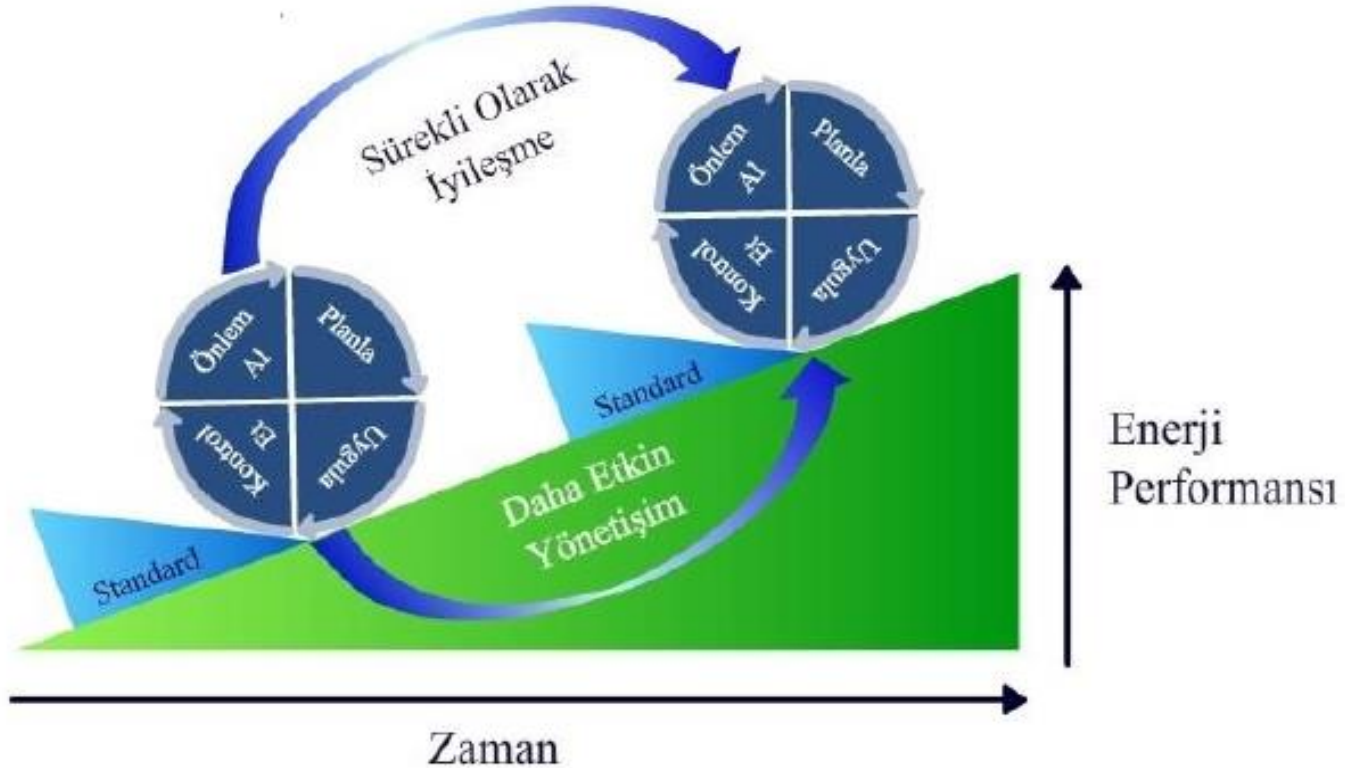 Sürekli Olarak
İyileşme
Önlem
Al
Planla
Kontrol
Et
Uygula
Önlem
Al
Planla
Kontrol
Et
Uygula
Standard
Standard
Daha Etkin
Yönetişim
Enerji
Performansı
Zaman